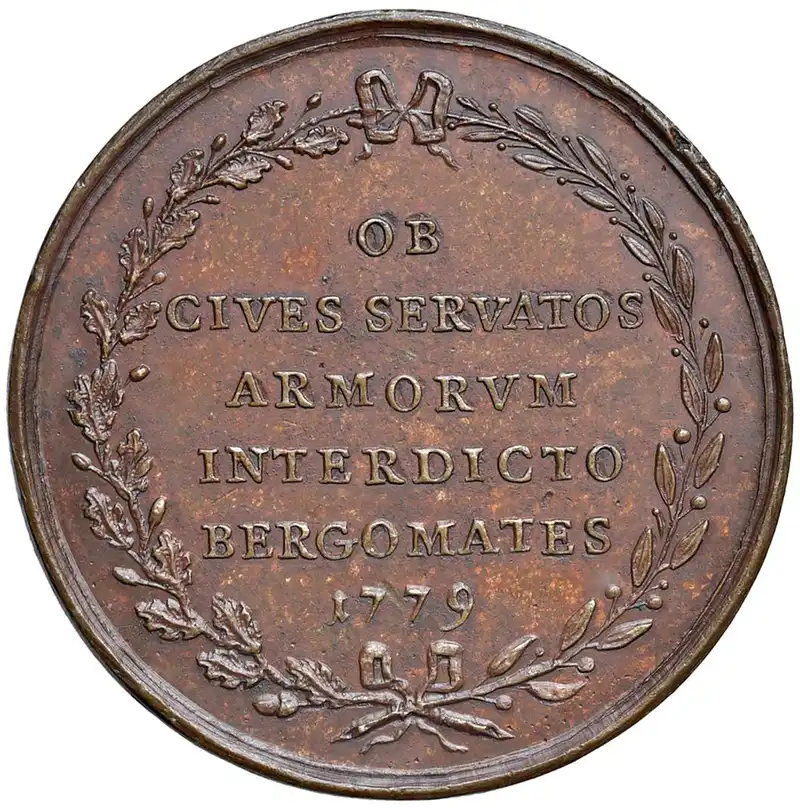 OB
CIVES SERVATOS
ARMORVM
INTERDICTO
BERGOMATES
1779